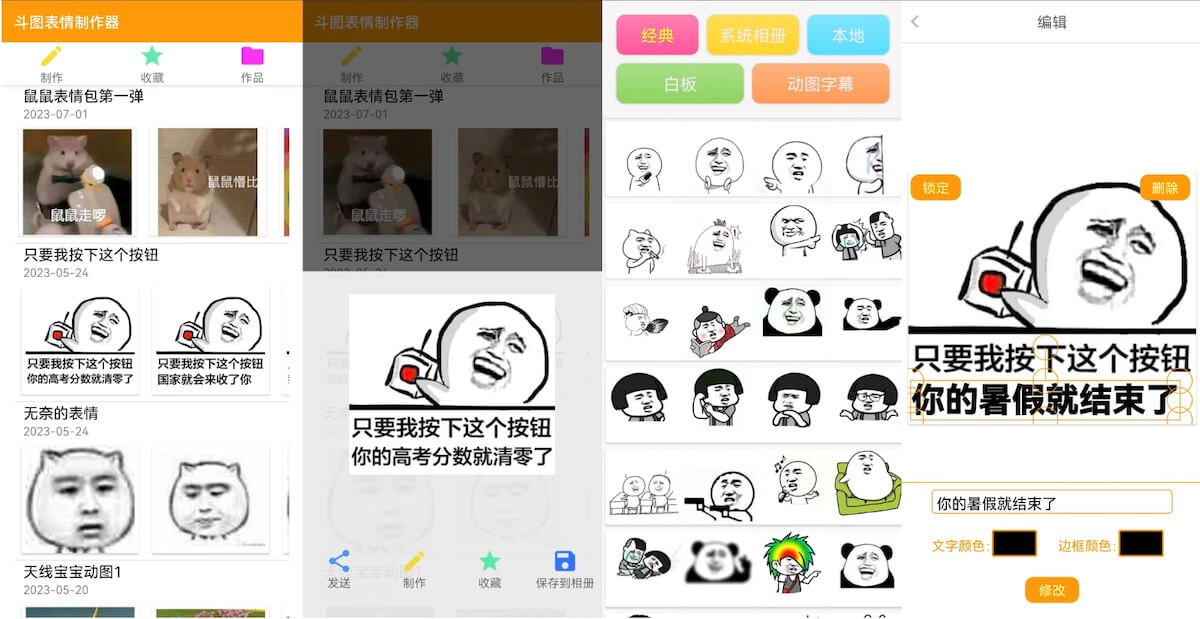 斗图表情制作器
制作
收藏
作品
鼠鼠表情包第一弹
2023-07-01
鼠鼠走啰
鼠鼠懵比
只要我按下这个按钮
2023-05-24
只要我按下这个按钮
你的高考分数就清零了
只要我按下这个按钮
国家就会来收了你
无奈的表情
2023-05-24
天线宝宝动图1
2023-05-20
斗图表情制作器
制作
收藏
作品
鼠鼠表情包第一弹
2023-07-01
鼠鼠走啰
鼠鼠懵比
只要我按下这个按钮
只要我按下这个按钮
你的高考分数就清零了
发送
制作
收藏
保存到相册
经典
系统相册
本地
白板
动图字幕
编辑
锁定
删除
只要我按下这个按钮
你的暑假就结束了
你的暑假就结束了
文字颜色:
边框颜色:
修改